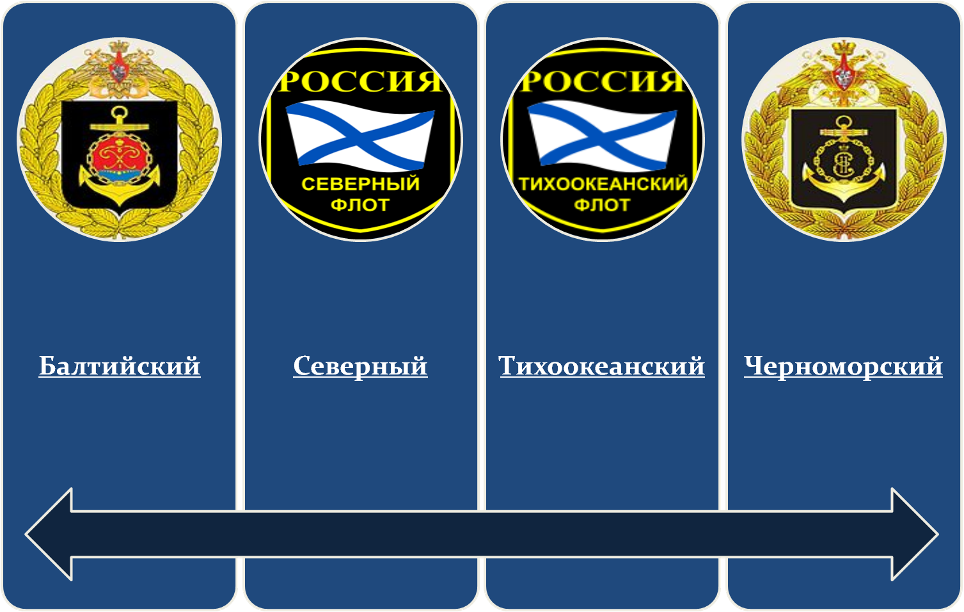 РОССИЯ
СЕВЕРНЫЙ
ФЛОТ
РОССИЯ
ТИХООКЕАНСКИЙ
ФЛОТ
Балтийский
Северный
Тихоокеанский
Черноморский